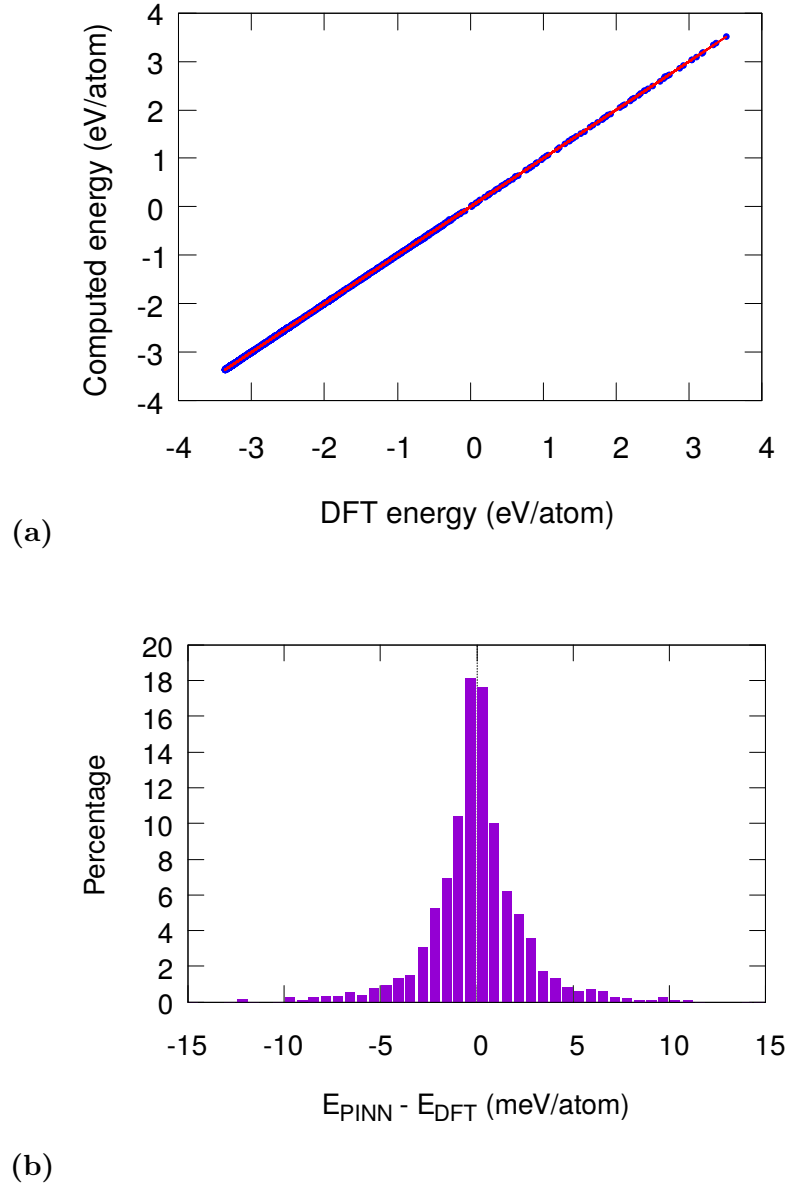 4
3
2
1
0
-1
-2
-3
-4
Computed energy (eV/atom)
-4 -3 -2 -1 0 1 2 3 4
DFT energy (eV/atom)
(a)
20
18
16
14
12
10
8
6
4
2
0
Percentage
-15 -10 -5 0 5 10 15
E_PINN - E_DFT (meV/atom)
(b)